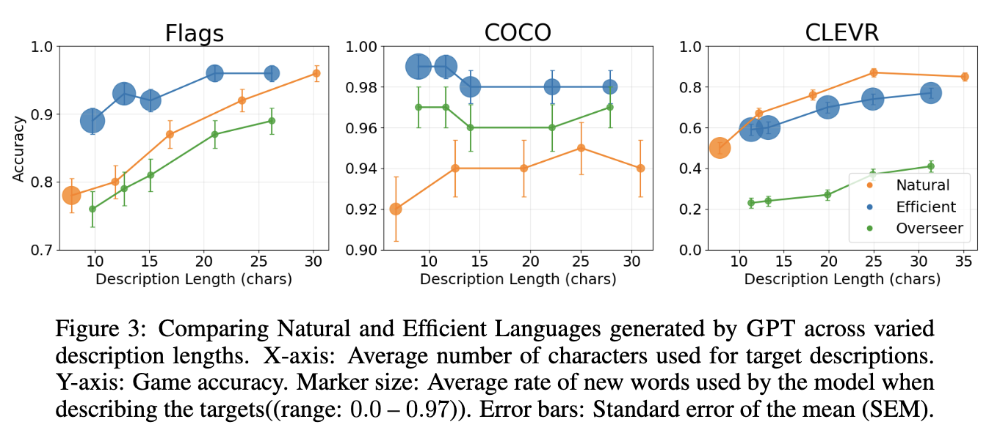 Flags
COCO
CLEVR
1.0
0.9
0.8
0.7
Accuracy
10
15
20
25
30
Description Length (chars)
1.00
0.98
0.96
0.94
0.92
0.90
10
15
20
25
30
Description Length (chars)
1.0
0.8
0.6
0.4
0.2
0.0
10
15
20
25
30
35
Description Length (chars)
Natural
Efficient
Overseer
Figure 3: Comparing Natural and Efficient Languages generated by GPT across varied
description lengths. X-axis: Average number of characters used for target descriptions.
Y-axis: Game accuracy. Marker size: Average rate of new words used by the model when
describing the targets((range: 0.0 – 0.97)). Error bars: Standard error of the mean (SEM).